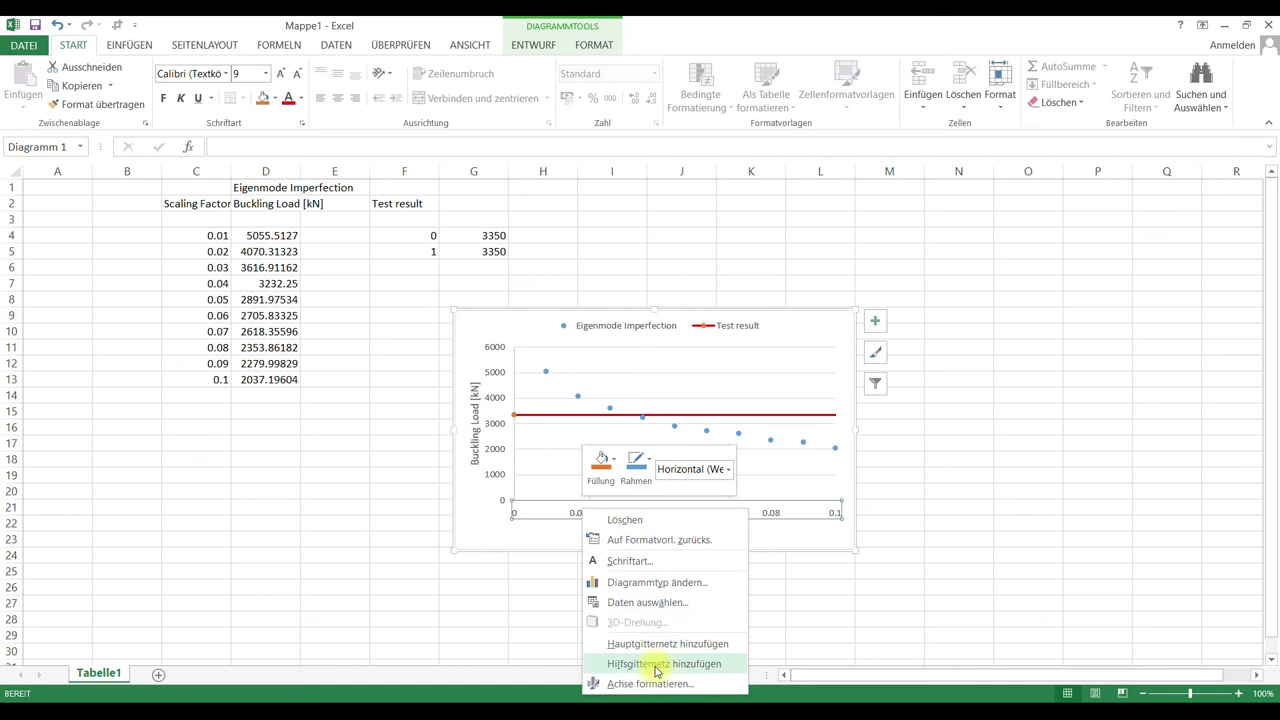 Mappe1 - Excel
DIAGRAMMTOOLS
?
DATEI START EINFÜGEN SEITENLAYOUT FORMELN DATEN ÜBERPRÜFEN ANSICHT ENTWURF FORMAT
Anmelden
Einfügen
Ausschneiden
Kopieren
Format übertragen
Zwischenablage
9
F K U
Schriftart
Zeilenumbruch
Verbinden und zentrieren
Ausrichtung
Standard
% 000
Zahl
Bedingte Formatierung
Als Tabelle formatieren
Zellenformatvorlagen
Formatvorlagen
Einfügen Löschen Format
Zellen
AutoSumme
Füllbereich
Löschen
Sortieren und Filtern
Suchen und Auswählen
Bearbeiten
Diagramm 1
A B C D E F G H I J K L M N O P Q R
1 Eigenmode Imperfection
2 Scaling Factor Buckling Load [kN] Test result
3
4 0.01 5055.5127 0 3350
5 0.02 4070.31323 1 3350
6 0.03 3616.91162
7 0.04 3232.25
8 0.05 2891.97534
9 0.06 2705.83325
10 0.07 2618.35596
11 0.08 2353.86182
12 0.09 2279.99829
13 0.1 2037.19604
14
15
16
17
18
19
20
21
22
23
24
25
26
27
28
29
30
Eigenmode Imperfection Test result
6000
5000
4000
3000
2000
1000
0
Buckling Load [kN]
0 0.08 0.1
Füllung Rahmen Horizontal (We
Löschen
Auf Formatvorl. zurücks.
Schriftart...
Diagrammtyp ändern...
Daten auswählen...
3D-Drehung...
Hauptgitternetz hinzufügen
Hilfsgitternetz hinzufügen
Achse formatieren...
Tabelle1
BEREIT
100%